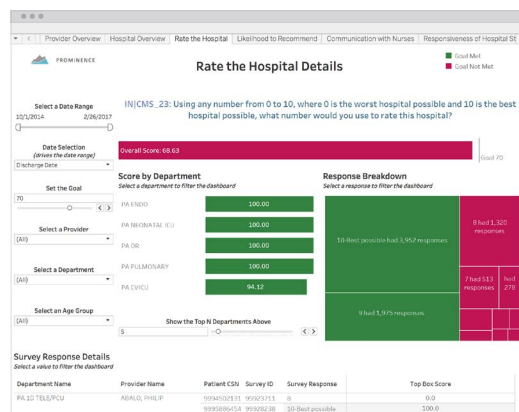 Provider Overview
Hospital Overview
Rate the Hospital
Likelihood to Recommend
Communication with Nurses
Responsiveness of Hospital St
PROMINENCE
Rate the Hospital Details
Goal Met
Goal Not Met
Select a Date Range
10/1/2014 2/26/2017
IN|CMS_23: Using any number from 0 to 10, where 0 is the worst hospital possible and 10 is the best
hospital possible, what number would you use to rate this hospital?
Date Selection
(drives the date range)
Discharge Date
Overall Score: 68.63
Goal 70
Set the Goal
70
Select a Provider
(All)
Select a Department
(All)
Select an Age Group
(All)
Score by Department
Select a department to filter the dashboard
PA ENDO 100.00
PA NEONATAL ICU 100.00
PA OR 100.00
PA PULMONARY 100.00
PA CVICU 94.12
Show the Top N Departments Above
5
Response Breakdown
Select a response to filter the dashboard
10-Best possible had 3,952 responses
9 had 1,975 responses
8 had 1,320
responses
7 had 513
responses
had
278
Survey Response Details
Select a value to filter the dashboard
Department Name Provider Name Patient CSN Survey ID Survey Response Top Box Score
PA 1D TELE/PCU ABALO, PHILIP 9994502131 99923711 8 0.0
9995886454 99928238 10-Best possible 100.0